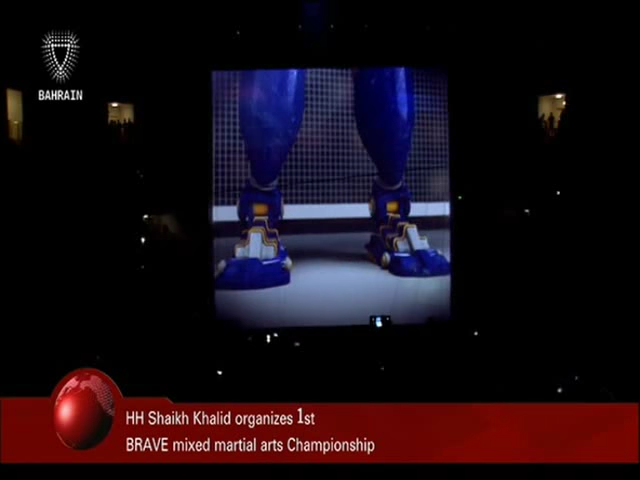 BAHRAIN
HH Shaikh Khalid organizes 1st
BRAVE mixed martial arts Championship